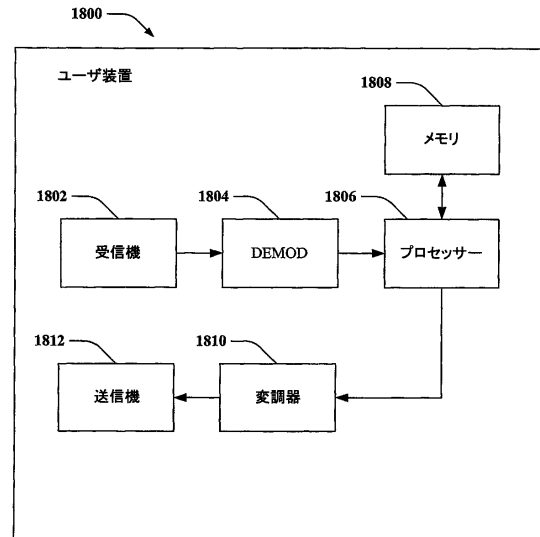 1800
ユーザ装置
1808
メモリ
1802
1804
1806
受信機
DEMOD
プロセッサー
1812
1810
送信機
変調器